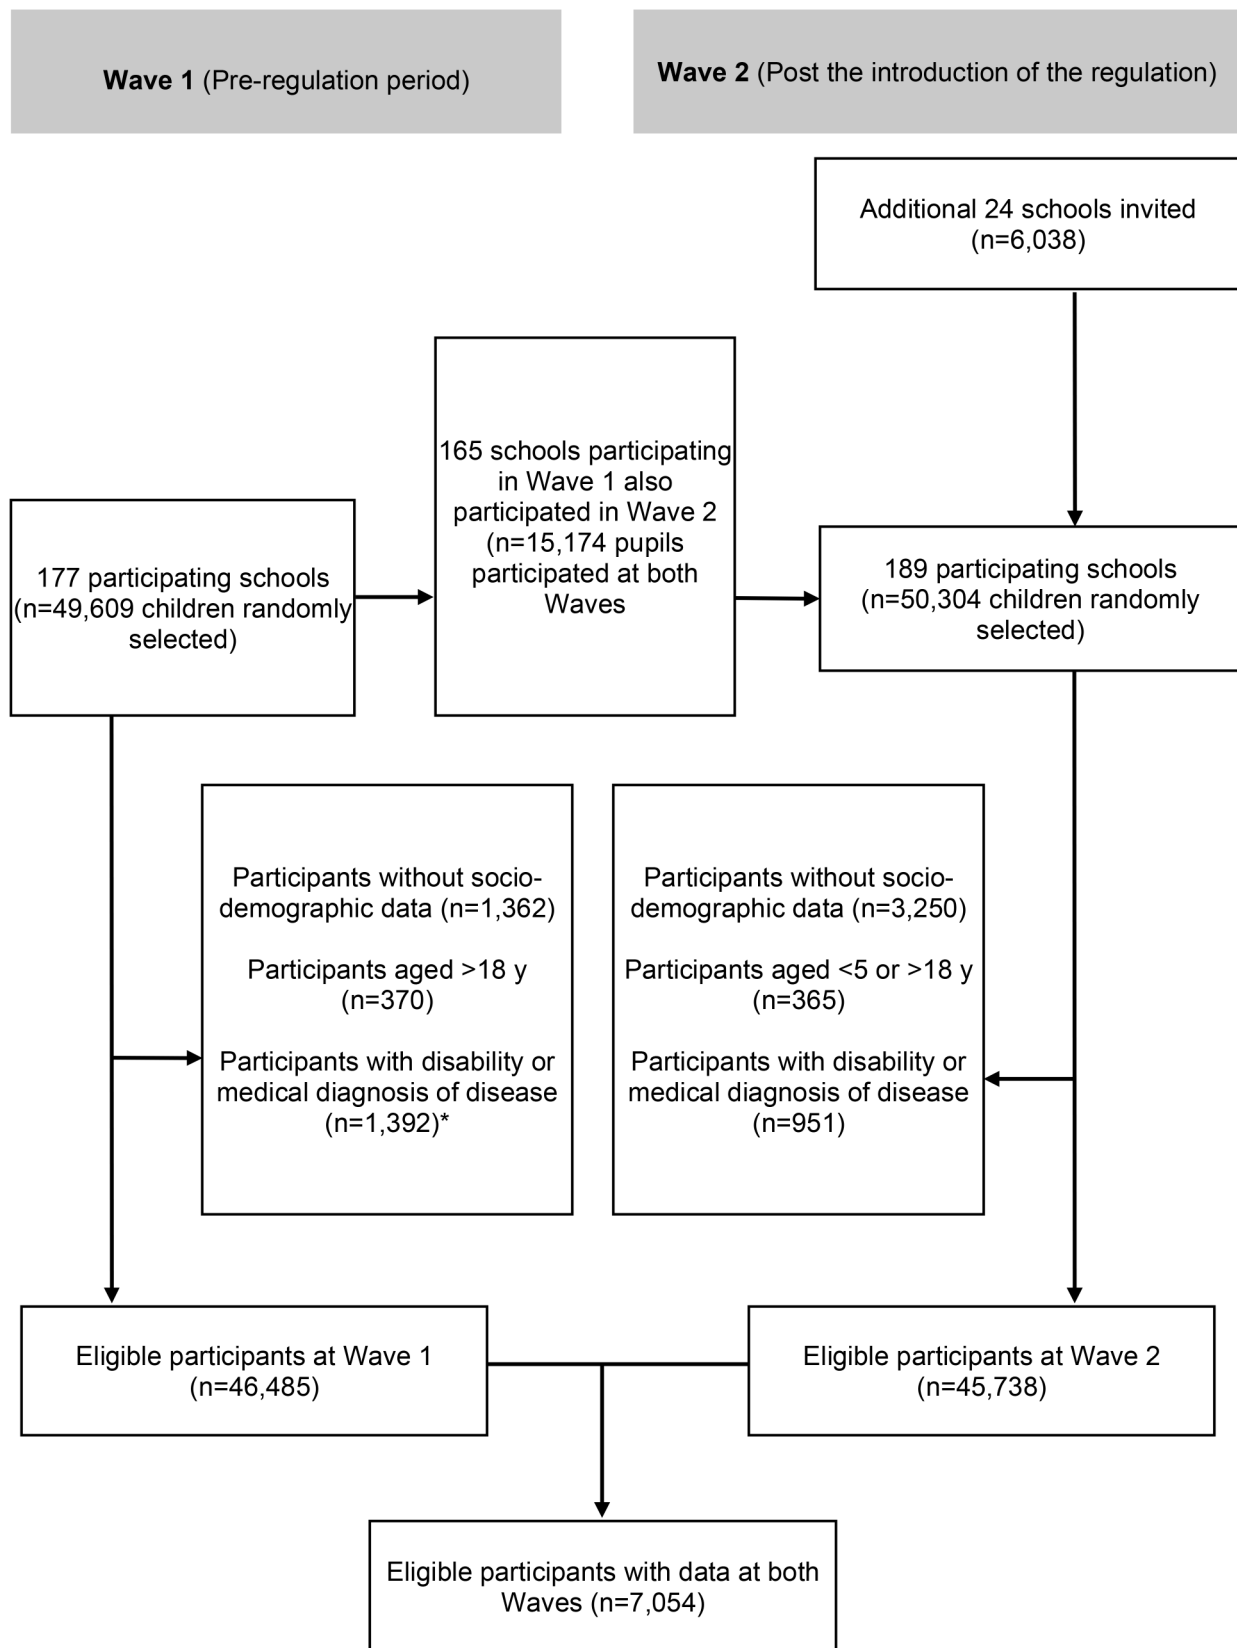 Wave 1 (Pre-regulation period)
Wave 2 (Post the introduction of the regulation)
Additional 24 schools invited
(n=6,038)
165 schools participating
in Wave 1 also
participated in Wave 2
(n=15,174 pupils
participated at both
Waves
177 participating schools
(n=49,609 children randomly
selected)
189 participating schools
(n=50,304 children randomly
selected)
Participants without socio-
demographic data (n=1,362)
Participants aged >18 y
(n=370)
Participants with disability or
medical diagnosis of disease
(n=1,392)*
Participants without socio-
demographic data (n=3,250)
Participants aged <5 or >18 y
(n=365)
Participants with disability or
medical diagnosis of disease
(n=951)
Eligible participants at Wave 1
(n=46,485)
Eligible participants at Wave 2
(n=45,738)
Eligible participants with data at both
Waves (n=7,054)